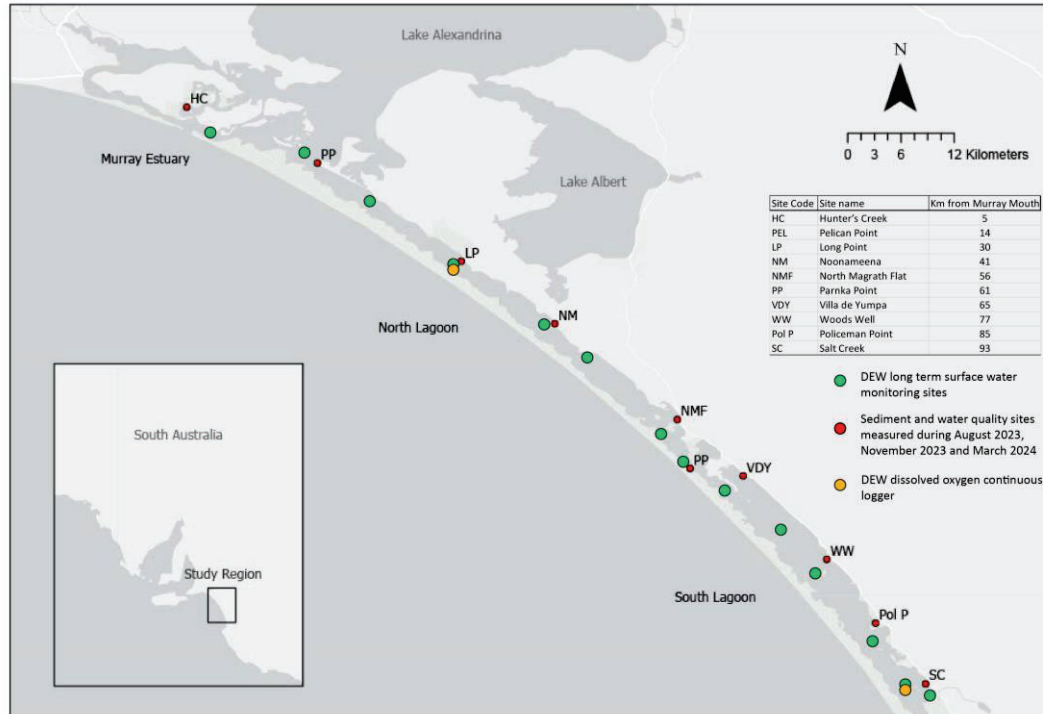 Lake Alexandrina
N
HC
Murray Estuary
PP
0 3 6 12 Kilometers
Lake Albert
Site Code Site name Km from Murray Mouth
HC Hunter's Creek 5
PEL Pelican Point 14
LP Long Point 30
NM Noonameena 41
NMF North Magrath Flat 56
PP Parnka Point 61
VDY Villa de Yumpa 65
WW Woods Well 77
Pol P Policeman Point 85
SC Salt Creek 93
LP
North Lagoon
NM
DEW long term surface water
monitoring sites
NMF
Sediment and water quality sites
measured during August 2023,
November 2023 and March 2024
South Australia
PP
VDY
DEW dissolved oxygen continuous
logger
WW
Study Region
South Lagoon
Pol P
SC